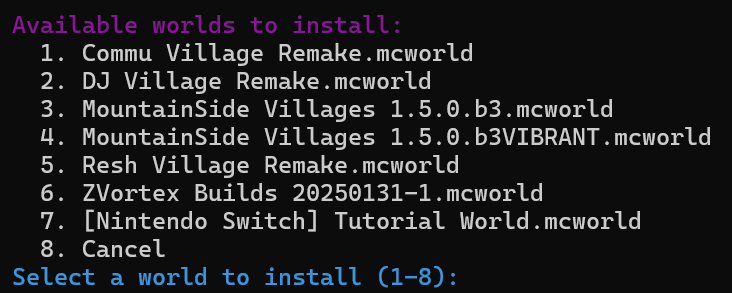 Available worlds to install:
1. Commu Village Remake.mcworld
2. DJ Village Remake.mcworld
3. MountainSide Villages 1.5.0.b3.mcworld
4. MountainSide Villages 1.5.0.b3VIBRANT.mcworld
5. Resh Village Remake.mcworld
6. ZVortex Builds 20250131-1.mcworld
7. [Nintendo Switch] Tutorial World.mcworld
8. Cancel
Select a world to install (1-8):